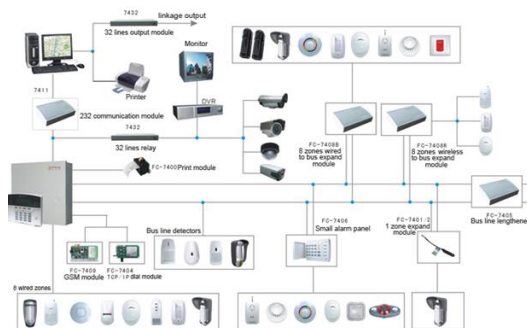 7432
linkage output
32 lines output module
Monitor
Printer
7411
232 communication module
7432
DVR
32 lines relay
FC-7400 Print module
FC-7408B
8 zones wired
to bus expand
module
FC-7408R
8 zones wireless
to bus expand
module
FC-7405
Bus line lengthene
FC-7406
Small alarm panel
FC-7401/2
1 zone expand
module
Bus line detectors
FC-7409
GSM module
FC-7404
TCP/IP dial module
8 wired zones